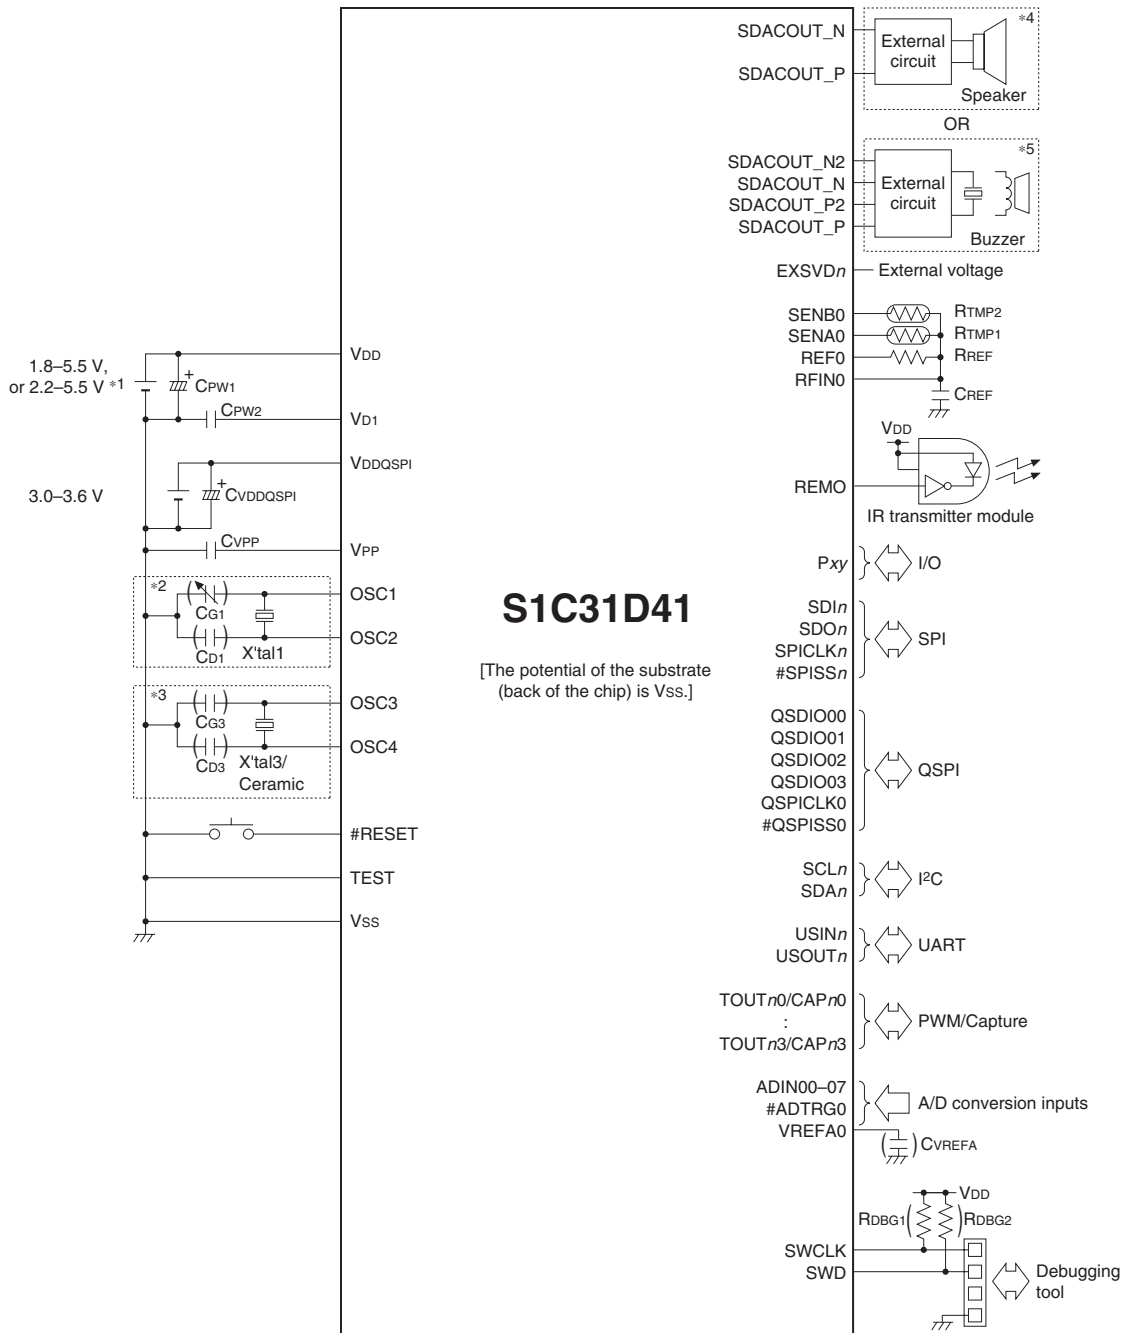 SDACOUT_N
SDACOUT_P
External
circuit
*4
Speaker
OR
SDACOUT_N2
SDACOUT_N
SDACOUT_P2
SDACOUT_P
External
circuit
*5
Buzzer
EXSVDn
External voltage
SENB0
RTMP2
SENA0
RTMP1
REF0
RREF
RFIN0
CREF
1.8–5.5 V,
or 2.2–5.5 V *1
+
CPW1
VDD
CPW2
VD1
VDDQSPI
3.0–3.6 V
+
CVDDQSPI
CVPP
VPP
VDD
REMO
IR transmitter module
*2
CG1
CD1
X'tal1
OSC1
OSC2
*3
CG3
CD3
X'tal3/
Ceramic
OSC3
OSC4
#RESET
TEST
VSS
S1C31D41
[The potential of the substrate
(back of the chip) is VSS.]
Pxy
I/O
SDIn
SDOn
SPICLKn
#SPISSn
SPI
QSDIO00
QSDIO01
QSDIO02
QSDIO03
QSPICLK0
#QSPISS0
QSPI
SCLn
SDAn
I²C
USINn
USOUTn
UART
TOUTn0/CAPn0
:
TOUTn3/CAPn3
PWM/Capture
ADIN00–07
#ADTRG0
A/D conversion inputs
VREFA0
(CVREFA
VDD
RDBG1
RDBG2
SWCLK
SWD
Debugging
tool